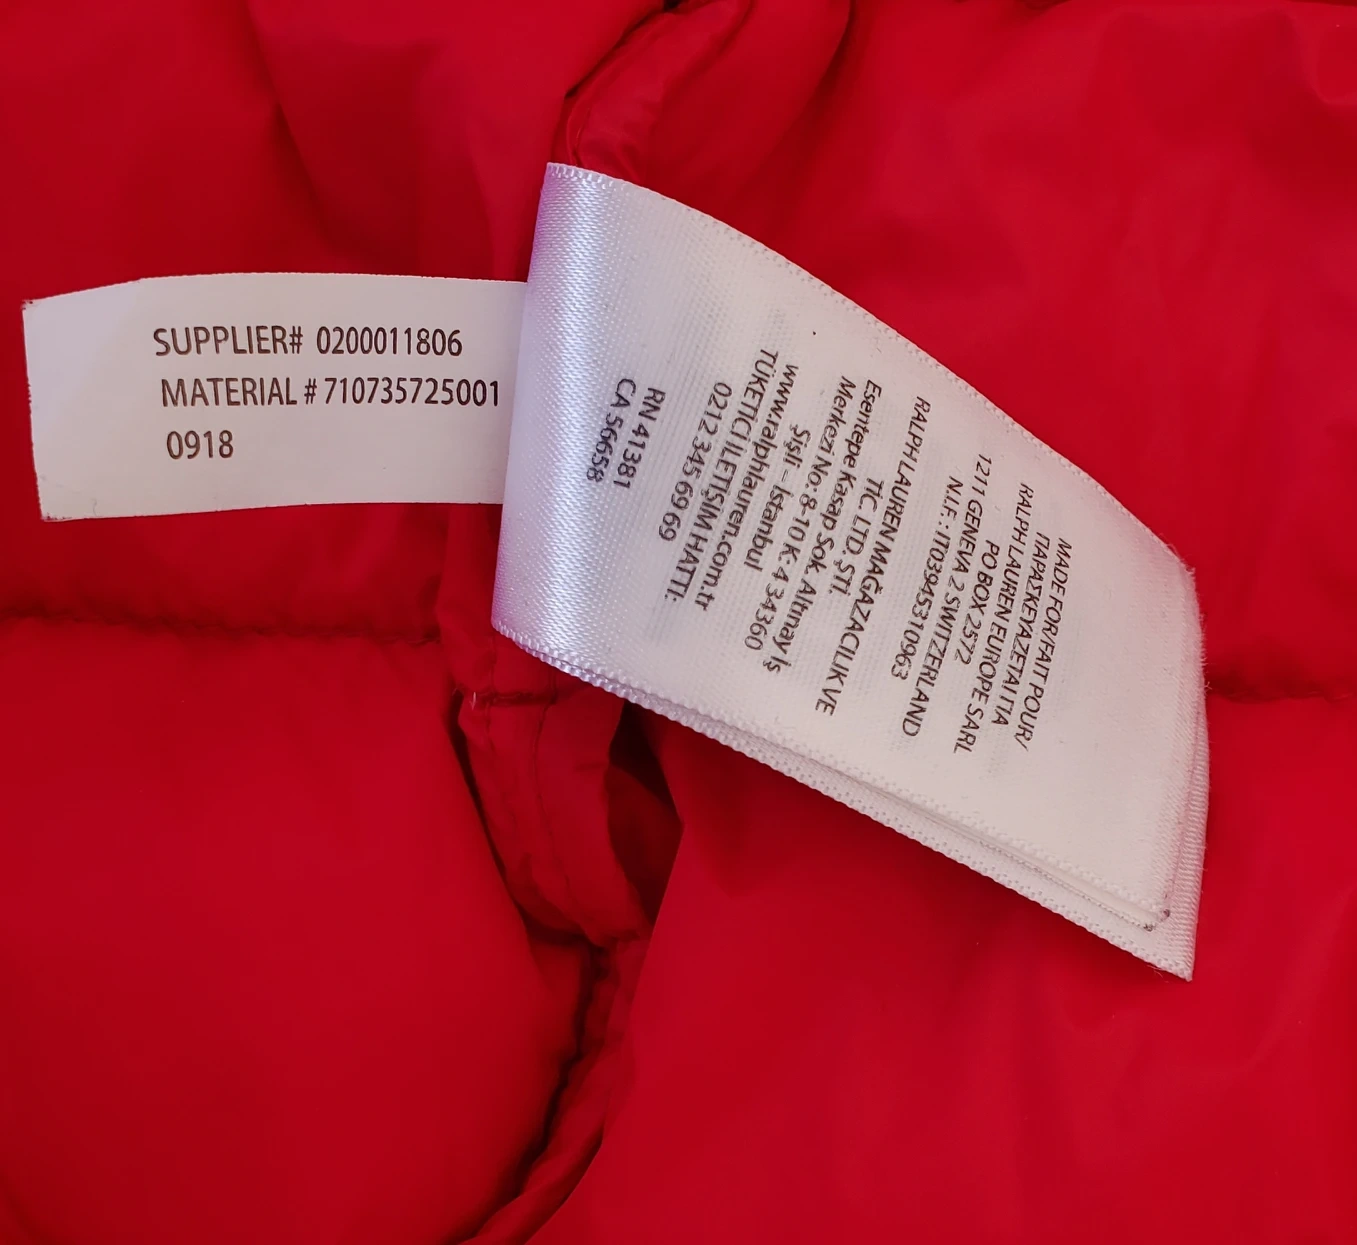 SUPPLIER# 0200011806
MATERIAL # 710735725001
0918
MADE FOR/FAIT POUR/
ΠΑΡΑΣΚΕΥΑΖΕΤΑΙ ΓΙΑ
RALPH LAUREN EUROPE SARL
PO BOX 2572
1211 GENEVA 2 SWITZERLAND
N.I.F. : IT03945310963
RALPH LAUREN MAĞAZACILIK VE
TİC LTD. ŞTİ.
Esentepe Kasap Sok. Altınay İş
Merkezi No: 8-10 K: 4 34360
Şişli – İstanbul
www.ralphlauren.com.tr
TÜKETİCİ İLETİŞİM HATTI:
0212 345 69 69
RN 41381
CA 56658